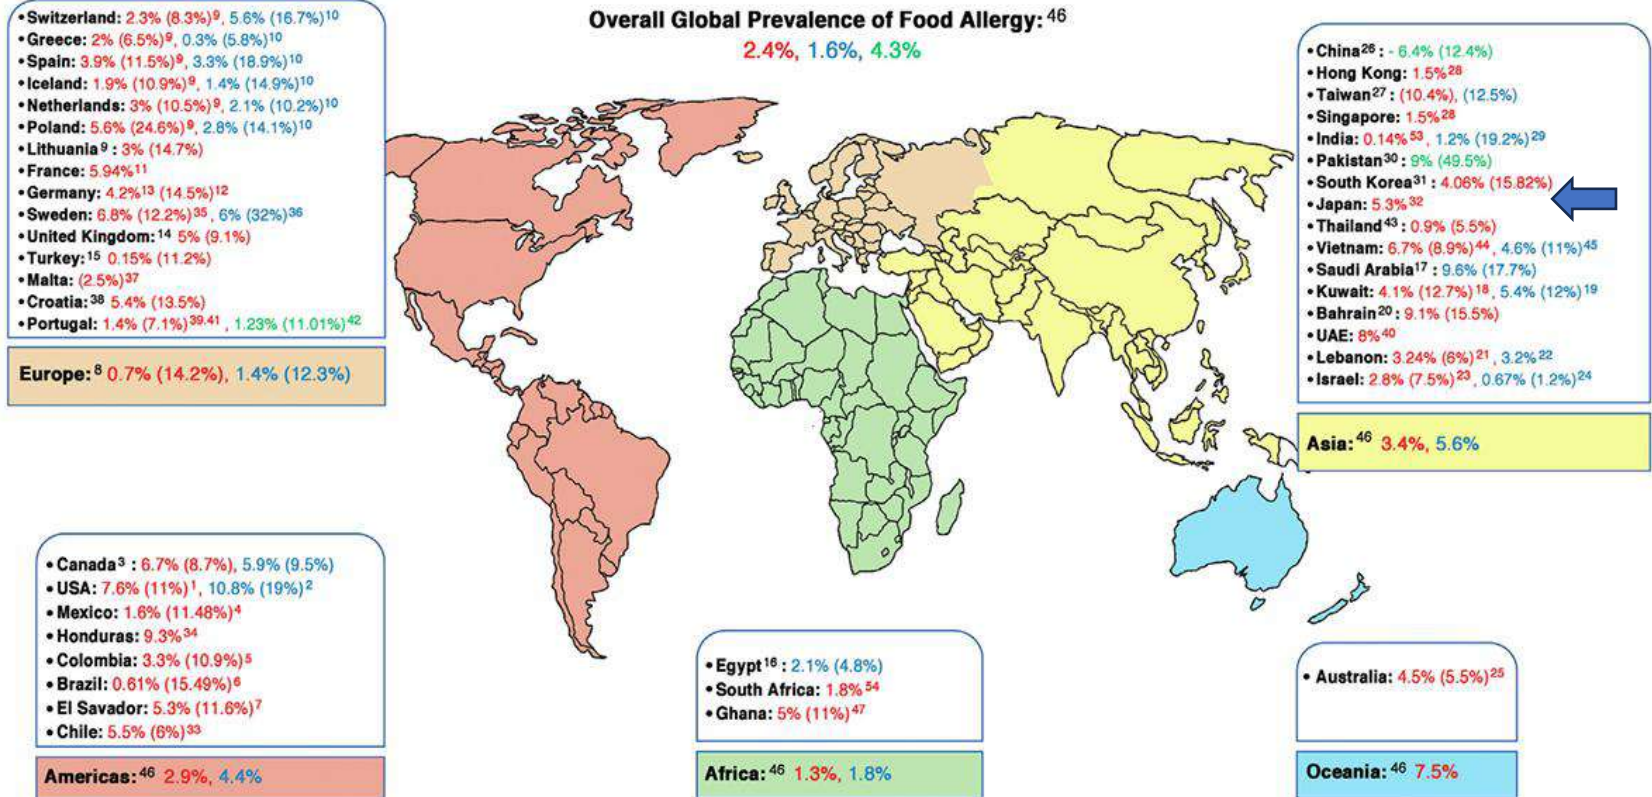 Overall Global Prevalence of Food Allergy: 46
2.4%, 1.6%, 4.3%
• Switzerland: 2.3% (8.3%)9, 5.6% (16.7%)10
• Greece: 2% (6.5%)9, 0.3% (5.8%)10
• Spain: 3.9% (11.5%)9, 3.3% (18.9%)10
• Iceland: 1.9% (10.9%)9, 1.4% (14.9%)10
• Netherlands: 3% (10.5%)9, 2.1% (10.2%)10
• Poland: 5.6% (24.6%)9, 2.8% (14.1%)10
• Lithuania9 : 3% (14.7%)
• France: 5.94%11
• Germany: 4.2%13 (14.5%)12
• Sweden: 6.8% (12.2%)35, 6% (32%)36
• United Kingdom: 14 5% (9.1%)
• Turkey: 15 0.15% (11.2%)
• Malta: (2.5%)37
• Croatia: 38 5.4% (13.5%)
• Portugal: 1.4% (7.1%)39.41 , 1.23% (11.01%)42
Europe: 8 0.7% (14.2%), 1.4% (12.3%)
• China26 : - 6.4% (12.4%)
• Hong Kong: 1.5%28
• Taiwan27 : (10.4%), (12.5%)
• Singapore: 1.5%28
• India: 0.14%53, 1.2% (19.2%)29
• Pakistan30 : 9% (49.5%)
• South Korea31 : 4.06% (15.82%)
• Japan: 5.3%32
• Thailand43 : 0.9% (5.5%)
• Vietnam: 6.7% (8.9%)44, 4.6% (11%)45
• Saudi Arabia17 : 9.6% (17.7%)
• Kuwait: 4.1% (12.7%)18, 5.4% (12%)19
• Bahrain20 : 9.1% (15.5%)
• UAE: 8%40
• Lebanon: 3.24% (6%)21, 3.2%22
• Israel: 2.8% (7.5%)23, 0.67% (1.2%)24
Asia: 46 3.4%, 5.6%
• Canada3 : 6.7% (8.7%), 5.9% (9.5%)
• USA: 7.6% (11%)1, 10.8% (19%)2
• Mexico: 1.6% (11.48%)4
• Honduras: 9.3%34
• Colombia: 3.3% (10.9%)5
• Brazil: 0.61% (15.49%)6
• El Savador: 5.3% (11.6%)7
• Chile: 5.5% (6%)33
Americas: 46 2.9%, 4.4%
• Egypt16 : 2.1% (4.8%)
• South Africa: 1.8%54
• Ghana: 5% (11%)47
Africa: 46 1.3%, 1.8%
• Australia: 4.5% (5.5%)25
Oceania: 46 7.5%